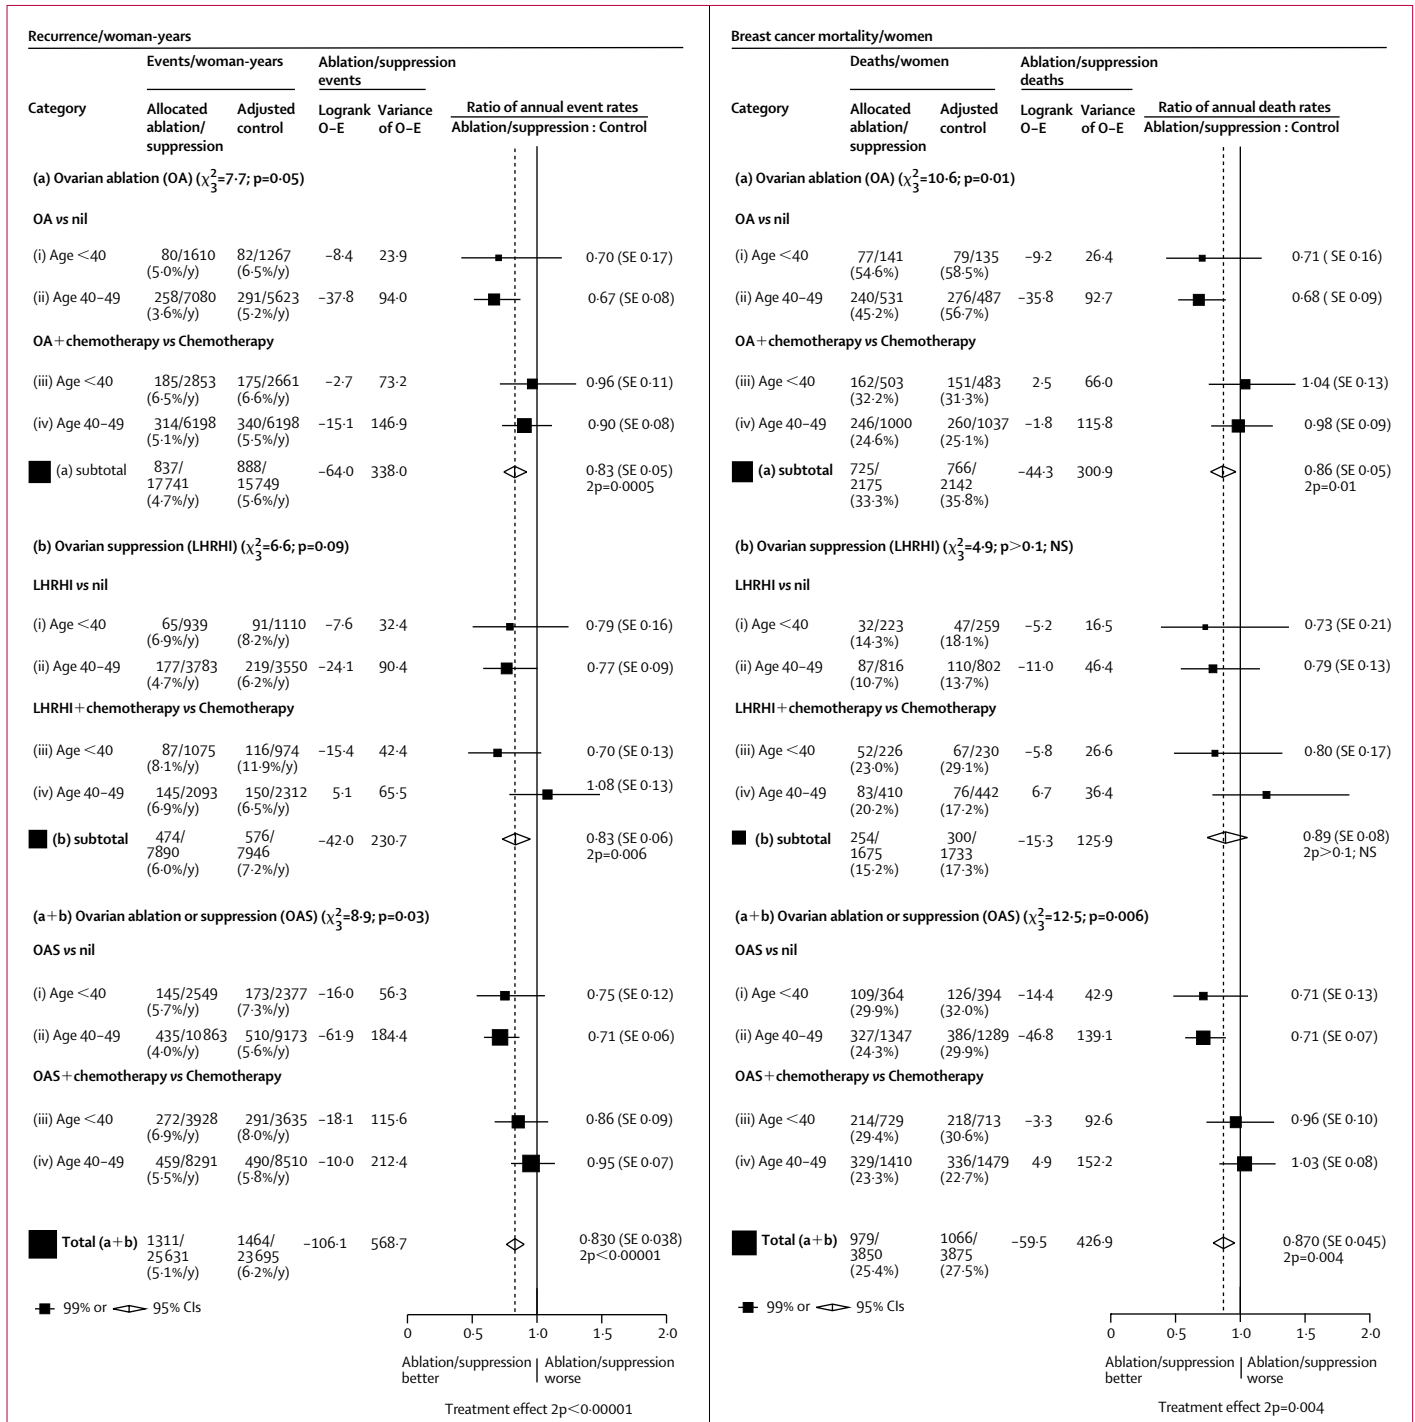 Recurrence/woman-years
Events/woman-years Ablation/suppression
events
Category Allocated Adjusted Logrank Variance Ratio of annual event rates
ablation/ control O–E of O–E Ablation/suppression : Control
suppression
(a) Ovarian ablation (OA) (χ²₃=7·7; p=0·05)
OA vs nil
(i) Age <40 80/1610 82/1267 –8·4 23·9 0·70 (SE 0·17)
(5·0%/y) (6·5%/y)
(ii) Age 40–49 258/7080 291/5623 –37·8 94·0 0·67 (SE 0·08)
(3·6%/y) (5·2%/y)
OA+chemotherapy vs Chemotherapy
(iii) Age <40 185/2853 175/2661 –2·7 73·2 0·96 (SE 0·11)
(6·5%/y) (6·6%/y)
(iv) Age 40–49 314/6198 340/6198 –15·1 146·9 0·90 (SE 0·08)
(5·1%/y) (5·5%/y)
(a) subtotal 837/ 888/ –64·0 338·0 0·83 (SE 0·05)
17741 15749 2p=0·0005
(4·7%/y) (5·6%/y)
(b) Ovarian suppression (LHRHI) (χ²₃=6·6; p=0·09)
LHRHI vs nil
(i) Age <40 65/939 91/1110 –7·6 32·4 0·79 (SE 0·16)
(6·9%/y) (8·2%/y)
(ii) Age 40–49 177/3783 219/3550 –24·1 90·4 0·77 (SE 0·09)
(4·7%/y) (6·2%/y)
LHRHI+chemotherapy vs Chemotherapy
(iii) Age <40 87/1075 116/974 –15·4 42·4 0·70 (SE 0·13)
(8·1%/y) (11·9%/y)
(iv) Age 40–49 145/2093 150/2312 5·1 65·5 1·08 (SE 0·13)
(6·9%/y) (6·5%/y)
(b) subtotal 474/ 576/ –42·0 230·7 0·83 (SE 0·06)
7890 7946 2p=0·006
(6·0%/y) (7·2%/y)
(a+b) Ovarian ablation or suppression (OAS) (χ²₃=8·9; p=0·03)
OAS vs nil
(i) Age <40 145/2549 173/2377 –16·0 56·3 0·75 (SE 0·12)
(5·7%/y) (7·3%/y)
(ii) Age 40–49 435/10863 510/9173 –61·9 184·4 0·71 (SE 0·06)
(4·0%/y) (5·6%/y)
OAS+chemotherapy vs Chemotherapy
(iii) Age <40 272/3928 291/3635 –18·1 115·6 0·86 (SE 0·09)
(6·9%/y) (8·0%/y)
(iv) Age 40–49 459/8291 490/8510 –10·0 212·4 0·95 (SE 0·07)
(5·5%/y) (5·8%/y)
Total (a+b) 1311/ 1464/ –106·1 568·7 0·830 (SE 0·038)
25631 23695 2p<0·00001
(5·1%/y) (6·2%/y)
99% or 95% CIs
0 0·5 1·0 1·5 2·0
Ablation/suppression Ablation/suppression
better worse
Treatment effect 2p<0·00001
Breast cancer mortality/women
Deaths/women Ablation/suppression
deaths
Category Allocated Adjusted Logrank Variance Ratio of annual death rates
ablation/ control O–E of O–E Ablation/suppression : Control
suppression
(a) Ovarian ablation (OA) (χ²₃=10·6; p=0·01)
OA vs nil
(i) Age <40 77/141 79/135 –9·2 26·4 0·71 ( SE 0·16)
(54·6%) (58·5%)
(ii) Age 40–49 240/531 276/487 –35·8 92·7 0·68 ( SE 0·09)
(45·2%) (56·7%)
OA+chemotherapy vs Chemotherapy
(iii) Age <40 162/503 151/483 2·5 66·0 1·04 (SE 0·13)
(32·2%) (31·3%)
(iv) Age 40–49 246/1000 260/1037 –1·8 115·8 0·98 (SE 0·09)
(24·6%) (25·1%)
(a) subtotal 725/ 766/ –44·3 300·9 0·86 (SE 0·05)
2175 2142 2p=0·01
(33·3%) (35·8%)
(b) Ovarian suppression (LHRHI) (χ²₃=4·9; p>0·1; NS)
LHRHI vs nil
(i) Age <40 32/223 47/259 –5·2 16·5 0·73 (SE 0·21)
(14·3%) (18·1%)
(ii) Age 40–49 87/816 110/802 –11·0 46·4 0·79 (SE 0·13)
(10·7%) (13·7%)
LHRHI+chemotherapy vs Chemotherapy
(iii) Age <40 52/226 67/230 –5·8 26·6 0·80 (SE 0·17)
(23·0%) (29·1%)
(iv) Age 40–49 83/410 76/442 6·7 36·4
(20·2%) (17·2%)
(b) subtotal 254/ 300/ –15·3 125·9 0·89 (SE 0·08)
1675 1733 2p>0·1; NS
(15·2%) (17·3%)
(a+b) Ovarian ablation or suppression (OAS) (χ²₃=12·5; p=0·006)
OAS vs nil
(i) Age <40 109/364 126/394 –14·4 42·9 0·71 (SE 0·13)
(29·9%) (32·0%)
(ii) Age 40–49 327/1347 386/1289 –46·8 139·1 0·71 (SE 0·07)
(24·3%) (29·9%)
OAS+chemotherapy vs Chemotherapy
(iii) Age <40 214/729 218/713 –3·3 92·6 0·96 (SE 0·10)
(29·4%) (30·6%)
(iv) Age 40–49 329/1410 336/1479 4·9 152·2 1·03 (SE 0·08)
(23·3%) (22·7%)
Total (a+b) 979/ 1066/ –59·5 426·9 0·870 (SE 0·045)
3850 3875 2p=0·004
(25·4%) (27·5%)
99% or 95% CIs
0 0·5 1·0 1·5 2·0
Ablation/suppression Ablation/suppression
better worse
Treatment effect 2p=0·004